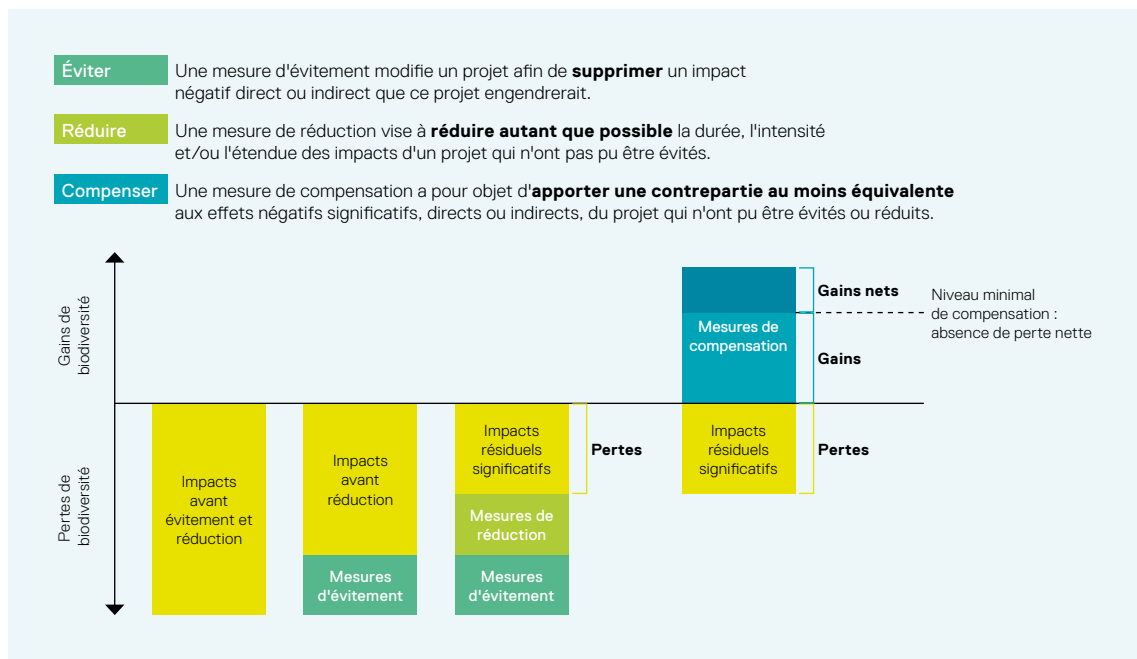 Éviter
Une mesure d'évitement modifie un projet afin de supprimer un impact
négatif direct ou indirect que ce projet engendrerait.
Réduire
Une mesure de réduction vise à réduire autant que possible la durée, l'intensité
et/ou l'étendue des impacts d'un projet qui n'ont pas pu être évités.
Compenser
Une mesure de compensation a pour objet d'apporter une contrepartie au moins équivalente
aux effets négatifs significatifs, directs ou indirects, du projet qui n'ont pu être évités ou réduits.
Gains de
biodiversité
Pertes de
biodiversité
Impacts
avant
évitement et
réduction
Impacts
avant
réduction
Mesures
d'évitement
Impacts
résiduels
significatifs
Mesures de
réduction
Mesures
d'évitement
Pertes
Mesures de
compensation
Impacts
résiduels
significatifs
Gains nets
Gains
Pertes
Niveau minimal
de compensation :
absence de perte nette